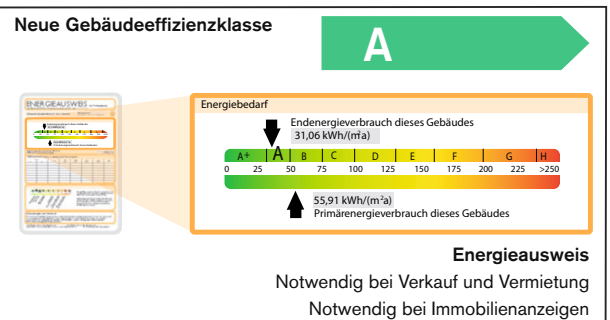 Neue Gebäudeeffizienzklasse
A
ENERGIEAUSWEIS
Energiebedarf
Endenergieverbrauch dieses Gebäudes
31,06 kWh/(m²a)
A+ A B C D E F G H
0 25 50 75 100 125 150 175 200 225 >250
55,91 kWh/(m²a)
Primärenergieverbrauch dieses Gebäudes
Energieausweis
Notwendig bei Verkauf und Vermietung
Notwendig bei Immobilienanzeigen